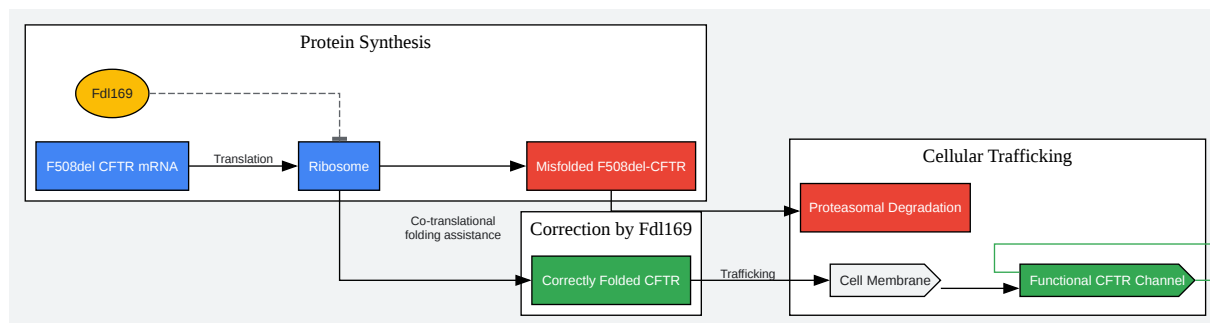 Protein Synthesis
Fdl169
F508del CFTR mRNA
Translation
Ribosome
Misfolded F508del-CFTR
Cellular Trafficking
Proteasomal Degradation
Co-translational
folding assistance
Correction by Fdl169
Correctly Folded CFTR
Trafficking
Cell Membrane
Functional CFTR Channel